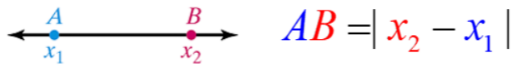 A B
x₁ x₂
AB =| x₂ − x₁ |